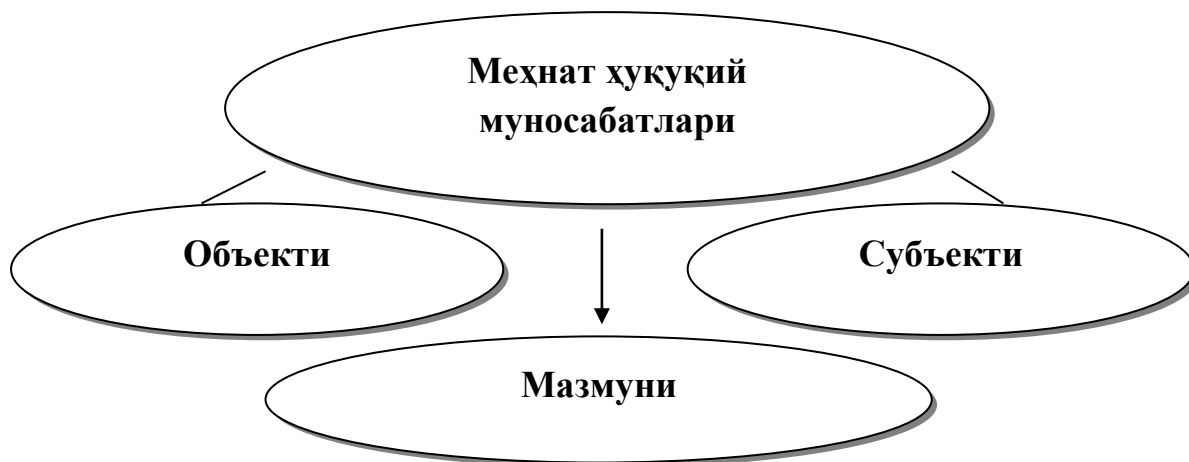 Меҳнат ҳуқуқий
муносабатлари
Объекти
Субъекти
Мазмуни